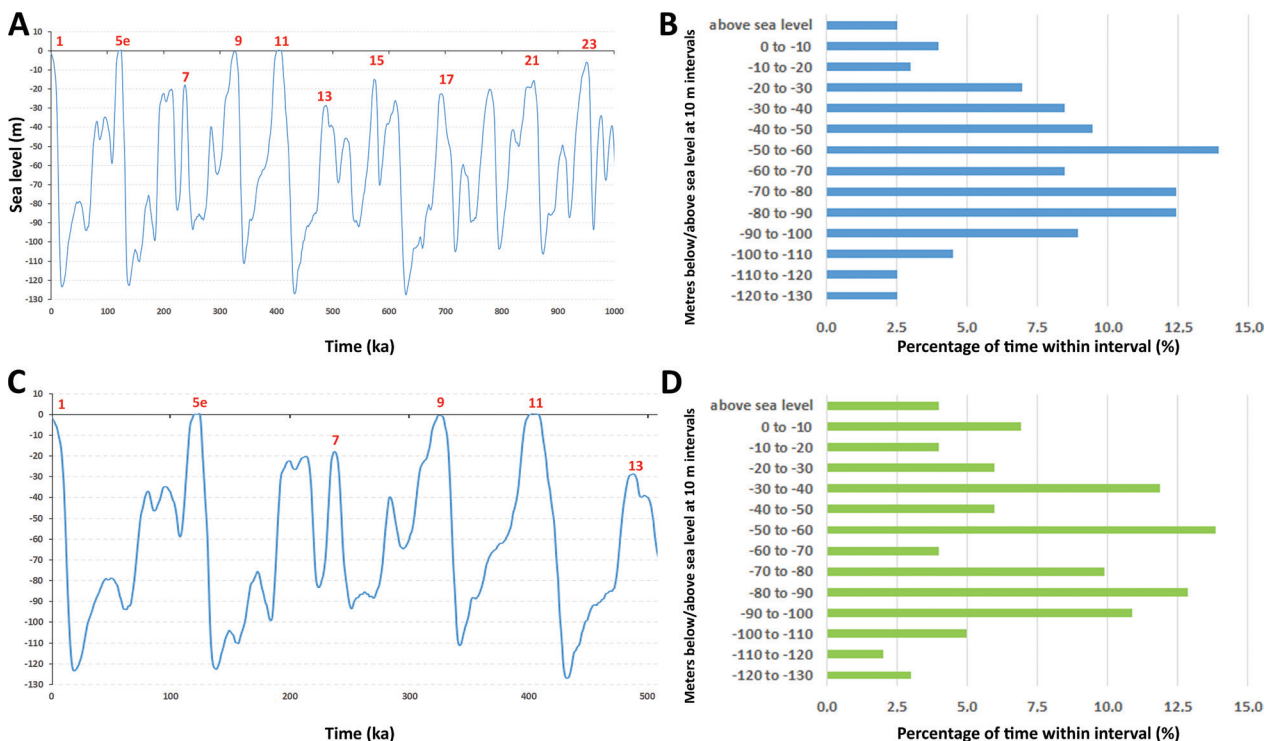 A
1
5e
7
9
11
13
15
17
21
23
Sea level (m)
10
0
-10
-20
-30
-40
-50
-60
-70
-80
-90
-100
-110
-120
-130
0
100
200
300
400
500
600
700
800
900
1000
Time (ka)
B
Metres below/above sea level at 10 m intervals
above sea level
0 to -10
-10 to -20
-20 to -30
-30 to -40
-40 to -50
-50 to -60
-60 to -70
-70 to -80
-80 to -90
-90 to -100
-100 to -110
-110 to -120
-120 to -130
0.0
2.5
5.0
7.5
10.0
12.5
15.0
Percentage of time within interval (%)
C
1
5e
7
9
11
13
10
0
-10
-20
-30
-40
-50
-60
-70
-80
-90
-100
-110
-120
-130
0
100
200
300
400
500
Time (ka)
D
Meters below/above sea level at 10 m intervals
above sea level
0 to -10
-10 to -20
-20 to -30
-30 to -40
-40 to -50
-50 to -60
-60 to -70
-70 to -80
-80 to -90
-90 to -100
-100 to -110
-110 to -120
-120 to -130
0.0
2.5
5.0
7.5
10.0
12.5
15.0
Percentage of time within interval (%)